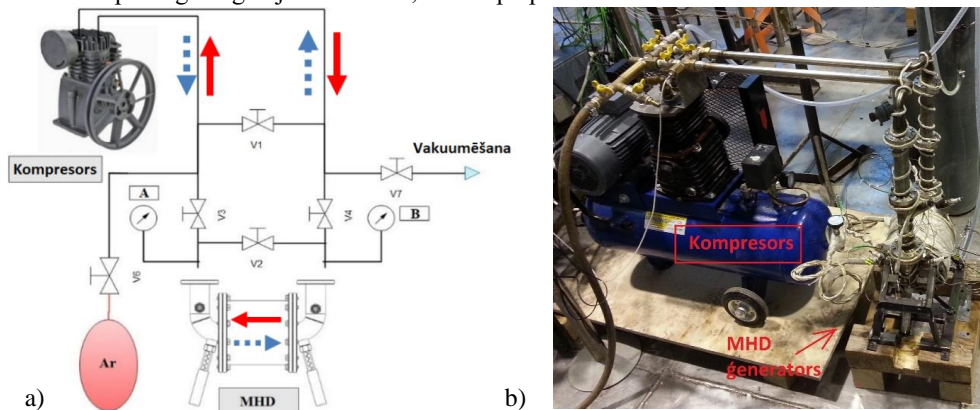 Kompresors
V1
Vakuumēšana
V7
A
V3
V4
B
V2
V6
Ar
MHD
a)
Kompresors
MHD
ģenerators
b)